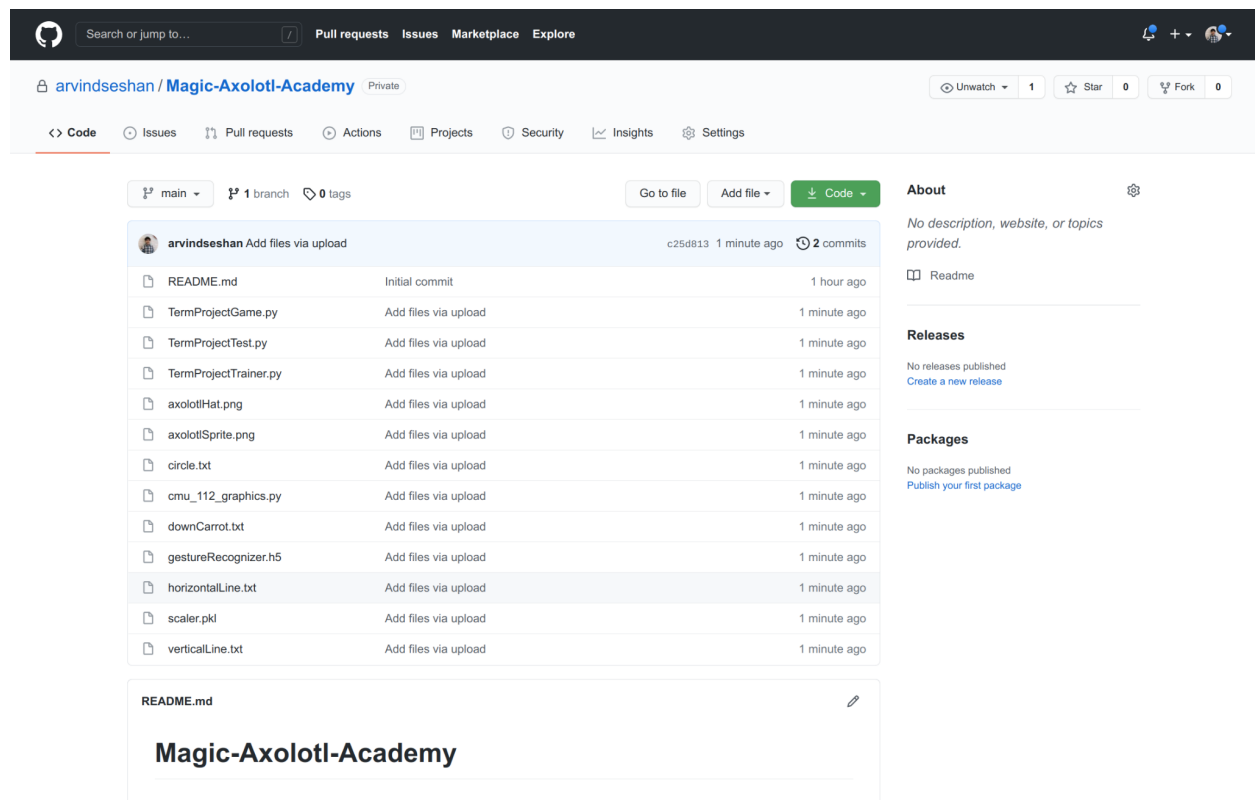 Search or jump to… / Pull requests Issues Marketplace Explore
arvindseshan / Magic-Axolotl-Academy Private Unwatch 1 Star 0 Fork 0
Code Issues Pull requests Actions Projects Security Insights Settings
main 1 branch 0 tags Go to file Add file Code
arvindseshan Add files via upload c25d813 1 minute ago 2 commits
README.md Initial commit 1 hour ago
TermProjectGame.py Add files via upload 1 minute ago
TermProjectTest.py Add files via upload 1 minute ago
TermProjectTrainer.py Add files via upload 1 minute ago
axolotlHat.png Add files via upload 1 minute ago
axolotlSprite.png Add files via upload 1 minute ago
circle.txt Add files via upload 1 minute ago
cmu_112_graphics.py Add files via upload 1 minute ago
downCarrot.txt Add files via upload 1 minute ago
gestureRecognizer.h5 Add files via upload 1 minute ago
horizontalLine.txt Add files via upload 1 minute ago
scaler.pkl Add files via upload 1 minute ago
verticalLine.txt Add files via upload 1 minute ago
README.md
Magic-Axolotl-Academy
About
No description, website, or topics
provided.
Readme
Releases
No releases published
Create a new release
Packages
No packages published
Publish your first package